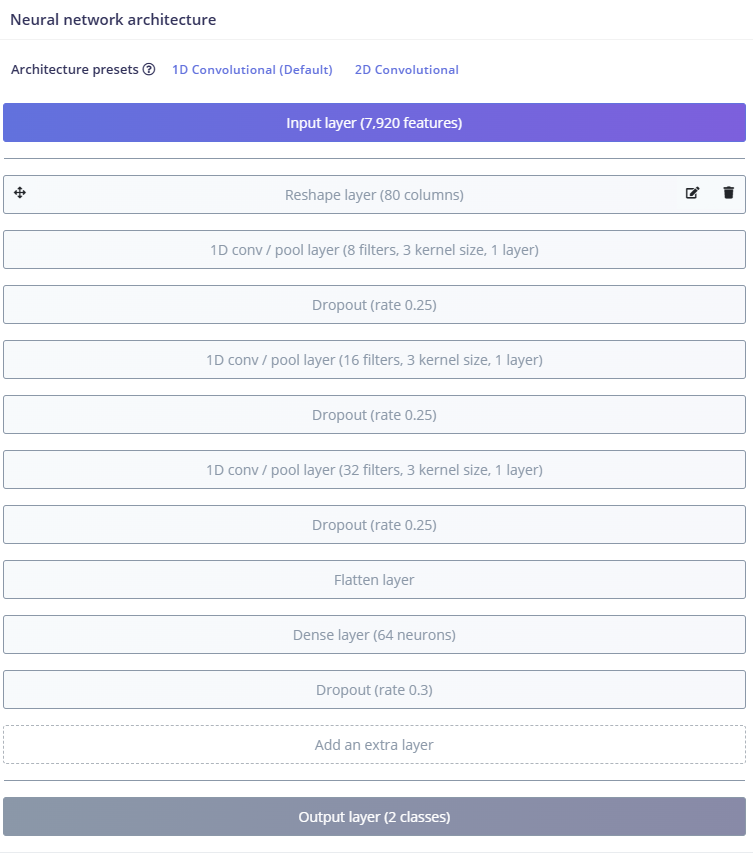 Neural network architecture
Architecture presets 1D Convolutional (Default) 2D Convolutional
Input layer (7,920 features)
Reshape layer (80 columns)
1D conv / pool layer (8 filters, 3 kernel size, 1 layer)
Dropout (rate 0.25)
1D conv / pool layer (16 filters, 3 kernel size, 1 layer)
Dropout (rate 0.25)
1D conv / pool layer (32 filters, 3 kernel size, 1 layer)
Dropout (rate 0.25)
Flatten layer
Dense layer (64 neurons)
Dropout (rate 0.3)
Add an extra layer
Output layer (2 classes)